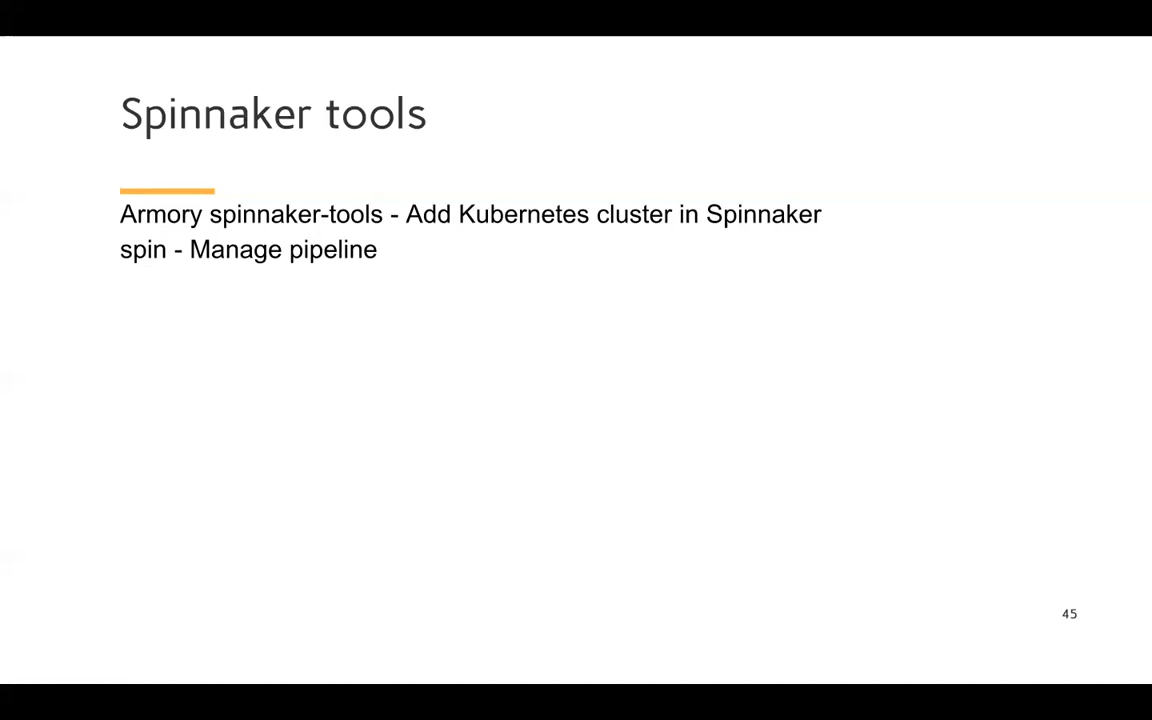 Spinnaker tools
Armory spinnaker-tools - Add Kubernetes cluster in Spinnaker
spin - Manage pipeline
45